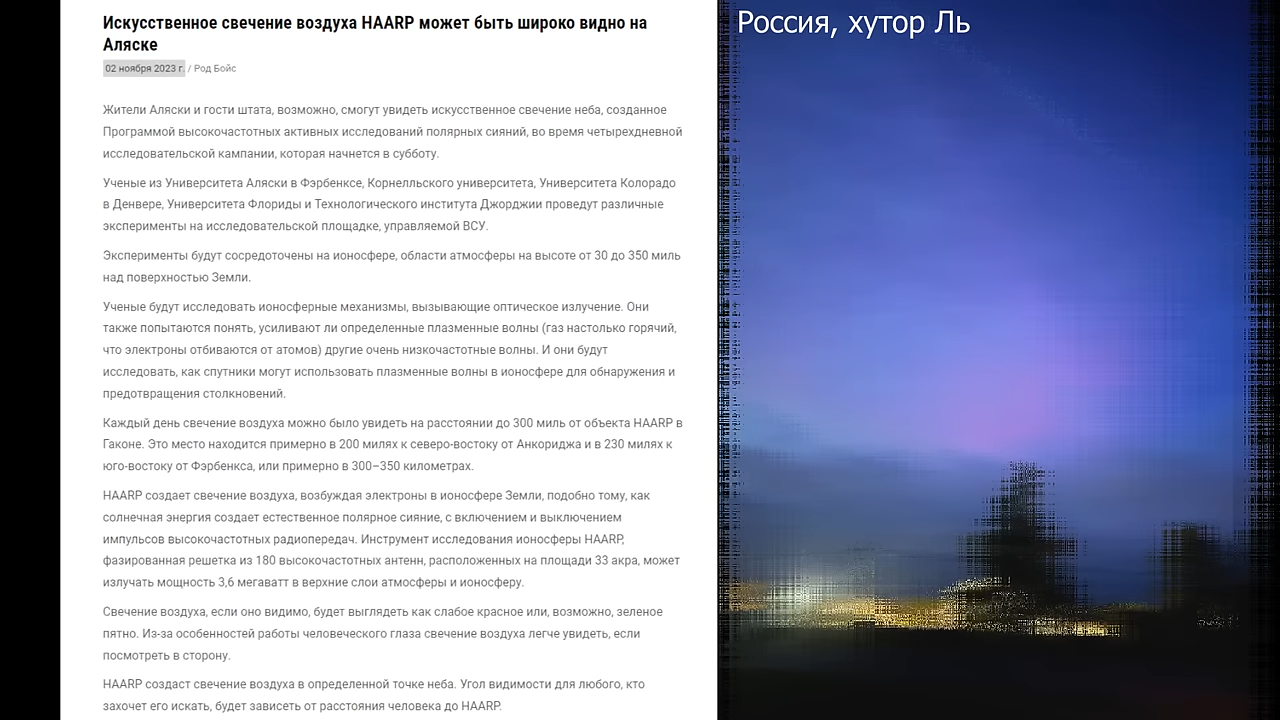 Искусственное свечение воздуха HAARP может быть широко видно на
Аляске
02 ноября 2023 г. / Род Бойс
Жители Аляски и гости штата, возможно, смогут увидеть искусственное свечение неба, созданное
Программой высокочастотных активных исследований полярных сияний, во время четырехдневной
исследовательской кампании, которая начнется в субботу.
Ученые из Университета Аляски в Фэрбенксе, Корнелльского университета, Университета Колорадо
в Денвере, Университета Флориды и Технологического института Джорджии проведут различные
эксперименты на исследовательской площадке, управляемой ВСУ.
Эксперименты будут сосредоточены на ионосфере, области атмосферы на высоте от 30 до 350 миль
над поверхностью Земли.
Ученые будут исследовать ионосферные механизмы, вызывающие оптическое излучение. Они
также попытаются понять, усиливают ли определенные плазменные волны (газ настолько горячий,
что электроны отбиваются от атомов) другие очень низкочастотные волны. И они будут
исследовать, как спутники могут использовать плазменные волны в ионосфере для обнаружения и
предотвращения столкновений.
Каждый день свечение воздуха можно было увидеть на расстоянии до 300 миль от объекта HAARP в
Гаконе. Это место находится примерно в 200 милях к северо-востоку от Анкориджа и в 230 милях к
юго-востоку от Фэрбенкса, или примерно в 300–350 километрах.
HAARP создает свечение воздуха, возбуждая электроны в ионосфере Земли, подобно тому, как
солнечная энергия создает естественное полярное сияние, с включением и выключением
импульсов высокочастотных радиопередач. Инструмент исследования ионосферы HAARP,
фазированная решетка из 180 высокочастотных антенн, расположенных на площади 33 акра, может
излучать мощность 3,6 мегаватт в верхние слои атмосферы и ионосферу.
Свечение воздуха, если оно видимо, будет выглядеть как слабое красное или, возможно, зеленое
пятно. Из-за особенностей работы человеческого глаза свечение воздуха легче увидеть, если
посмотреть в сторону.
HAARP создаст свечение воздуха в определенной точке неба. Угол видимости для любого, кто
захочет его искать, будет зависеть от расстояния человека до HAARP.
Россия, хутор Ль